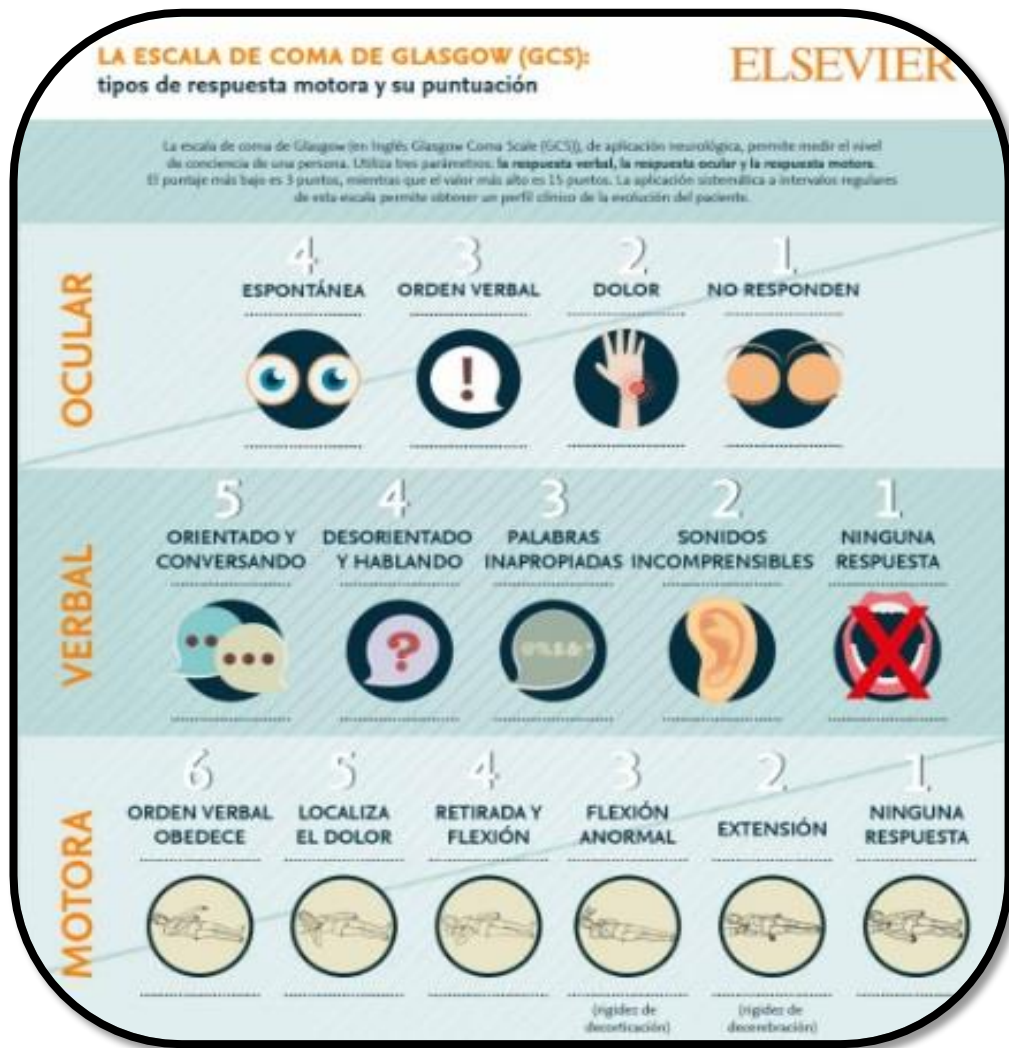 LA ESCALA DE COMA DE GLASGOW (GCS):
tipos de respuesta motora y su puntuación
ELSEVIER
La escala de coma de Glasgow (en Inglés Glasgow Coma Scale (GCS)), de aplicación neurológica, permite medir el nivel
de conciencia de una persona. Utiliza tres parámetros: la respuesta verbal, la respuesta ocular y la respuesta motora.
El puntaje más bajo es 3 puntos, mientras que el valor más alto es 15 puntos. La aplicación sistemática a intervalos regulares
de esta escala permite obtener un perfil clínico de la evolución del paciente.
OCULAR
4 3 2 1
ESPONTÁNEA ORDEN VERBAL DOLOR NO RESPONDEN
!
VERBAL
5 4 3 2 1
ORIENTADO Y DESORIENTADO PALABRAS SONIDOS NINGUNA
CONVERSANDO Y HABLANDO INAPROPIADAS INCOMPRENSIBLES RESPUESTA
?
MOTORA
6 5 4 3 2 1
ORDEN VERBAL LOCALIZA RETIRADA Y FLEXIÓN EXTENSIÓN NINGUNA
OBEDECE EL DOLOR FLEXIÓN ANORMAL RESPUESTA
(rigidez de (rigidez de
decorticación) decerebración)